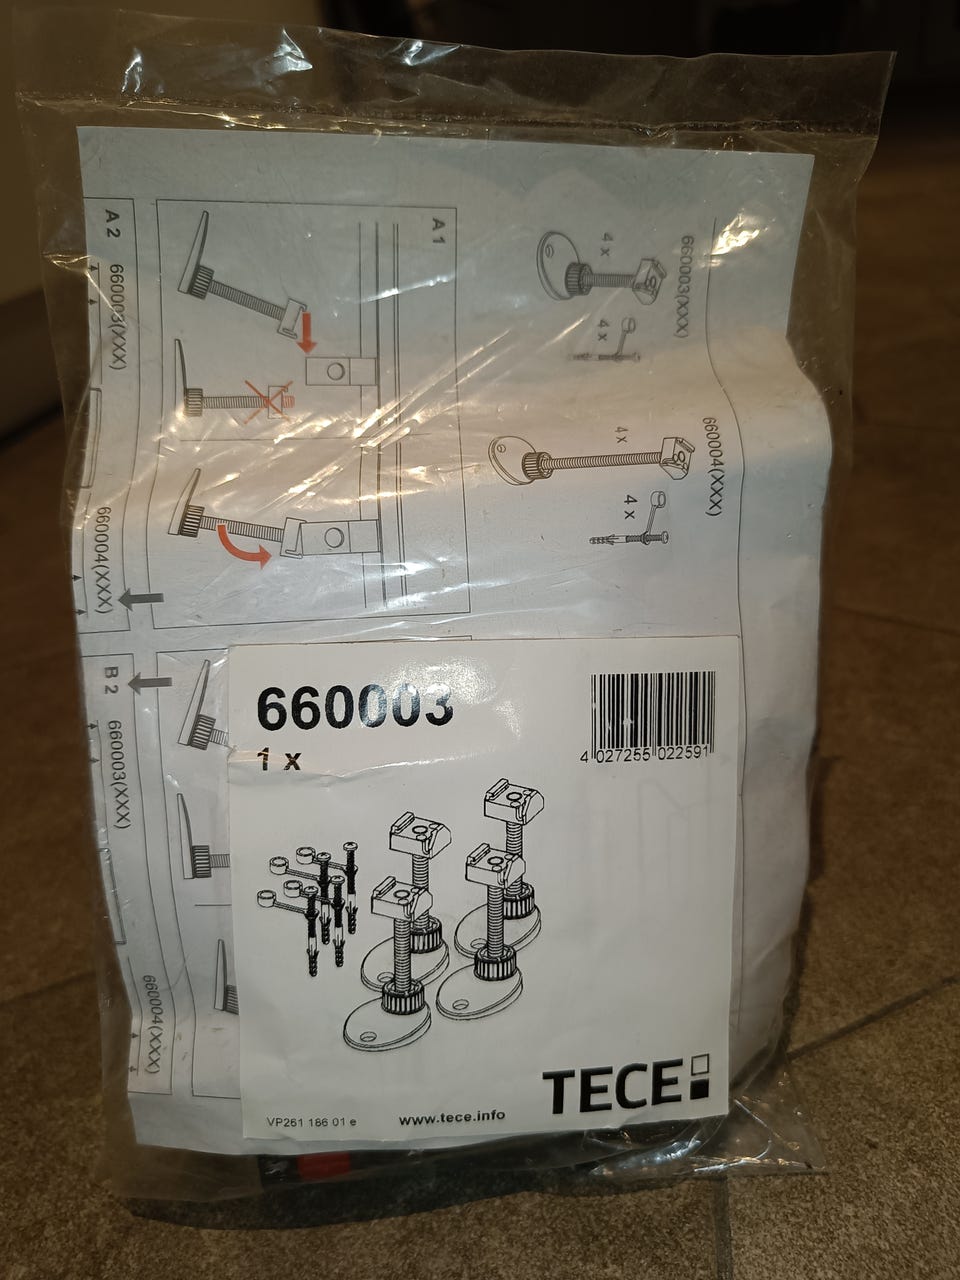 A 2
660003(XXX)
660004(XXX)
B 2
660003(XXX)
660004(XXX)
A 1
4 x
4 x
660003(XXX)
4 x
4 x
660004(XXX)
660003
1 x
4 027255 022591
TECE
VP261 186 01 e
www.tece.info